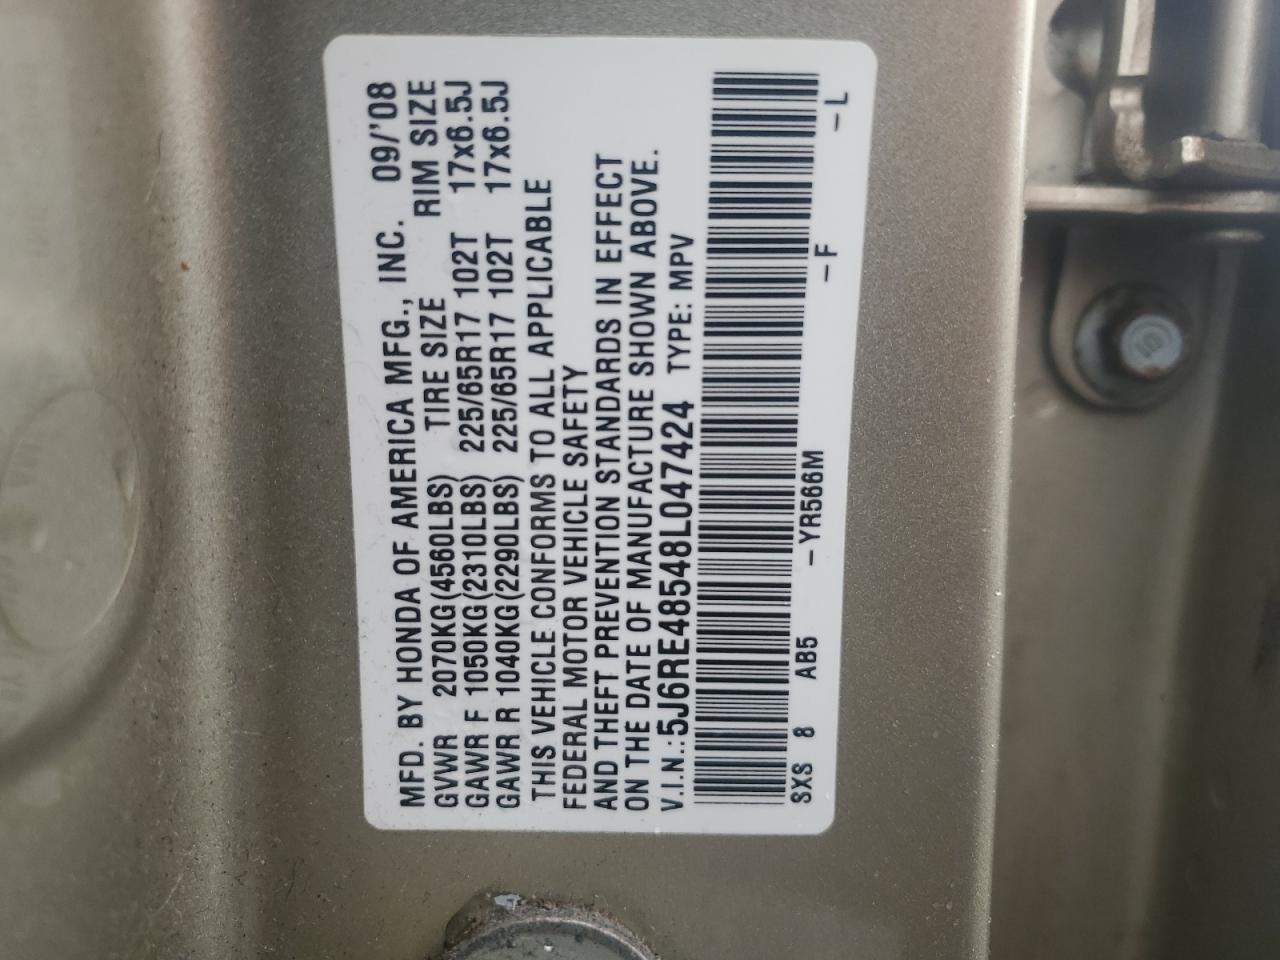 MFD. BY HONDA OF AMERICA MFG., INC. 09/'08
GVWR 2070KG(4560LBS) TIRE SIZE RIM SIZE
GAWR F 1050KG(2310LBS) 225/65R17 102T 17x6.5J
GAWR R 1040KG(2290LBS) 225/65R17 102T 17x6.5J
THIS VEHICLE CONFORMS TO ALL APPLICABLE
FEDERAL MOTOR VEHICLE SAFETY
AND THEFT PREVENTION STANDARDS IN EFFECT
ON THE DATE OF MANUFACTURE SHOWN ABOVE.
V.I.N.:5J6RE48548L047424 TYPE: MPV
SXS 8 AB5 -YR566M -F -L